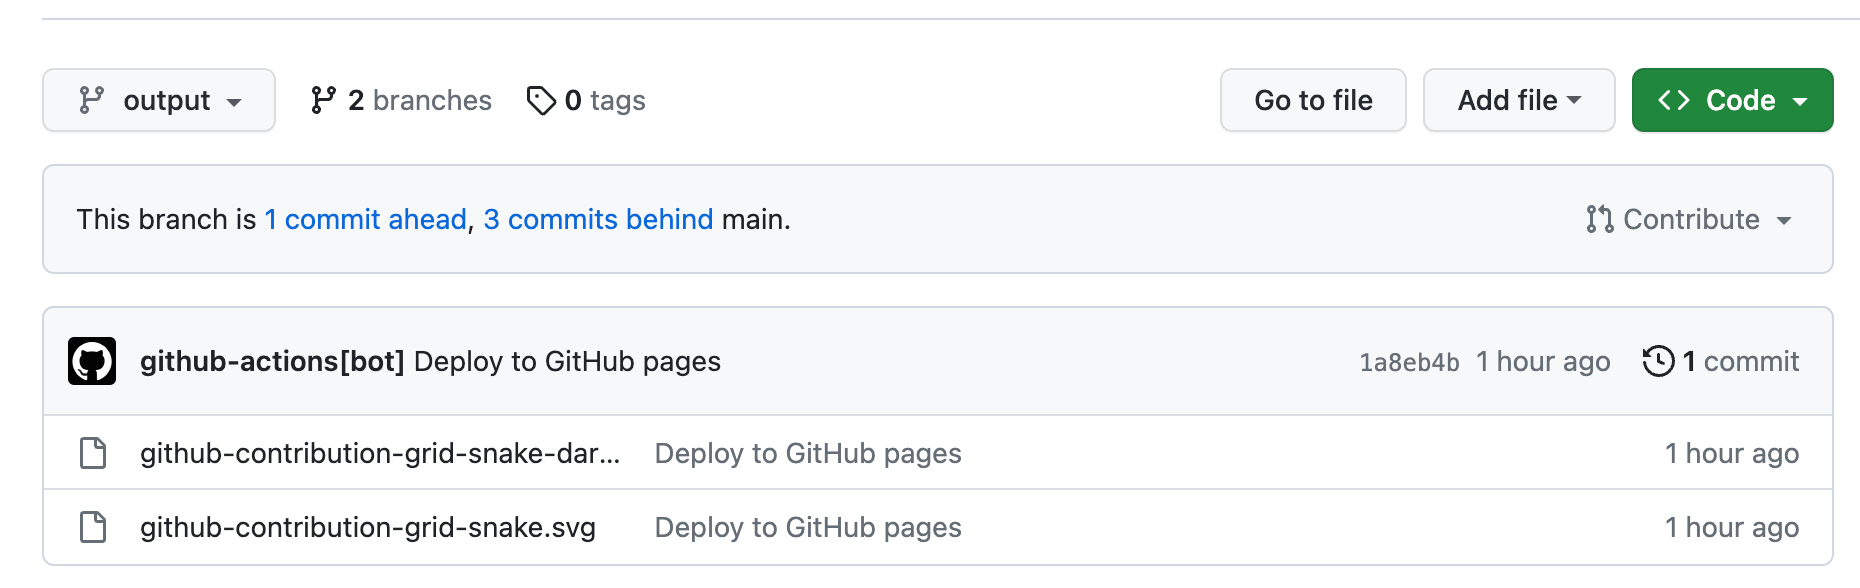 output 2 branches 0 tags Go to file Add file Code
This branch is 1 commit ahead, 3 commits behind main. Contribute
github-actions[bot] Deploy to GitHub pages 1a8eb4b 1 hour ago 1 commit
github-contribution-grid-snake-dar... Deploy to GitHub pages 1 hour ago
github-contribution-grid-snake.svg Deploy to GitHub pages 1 hour ago